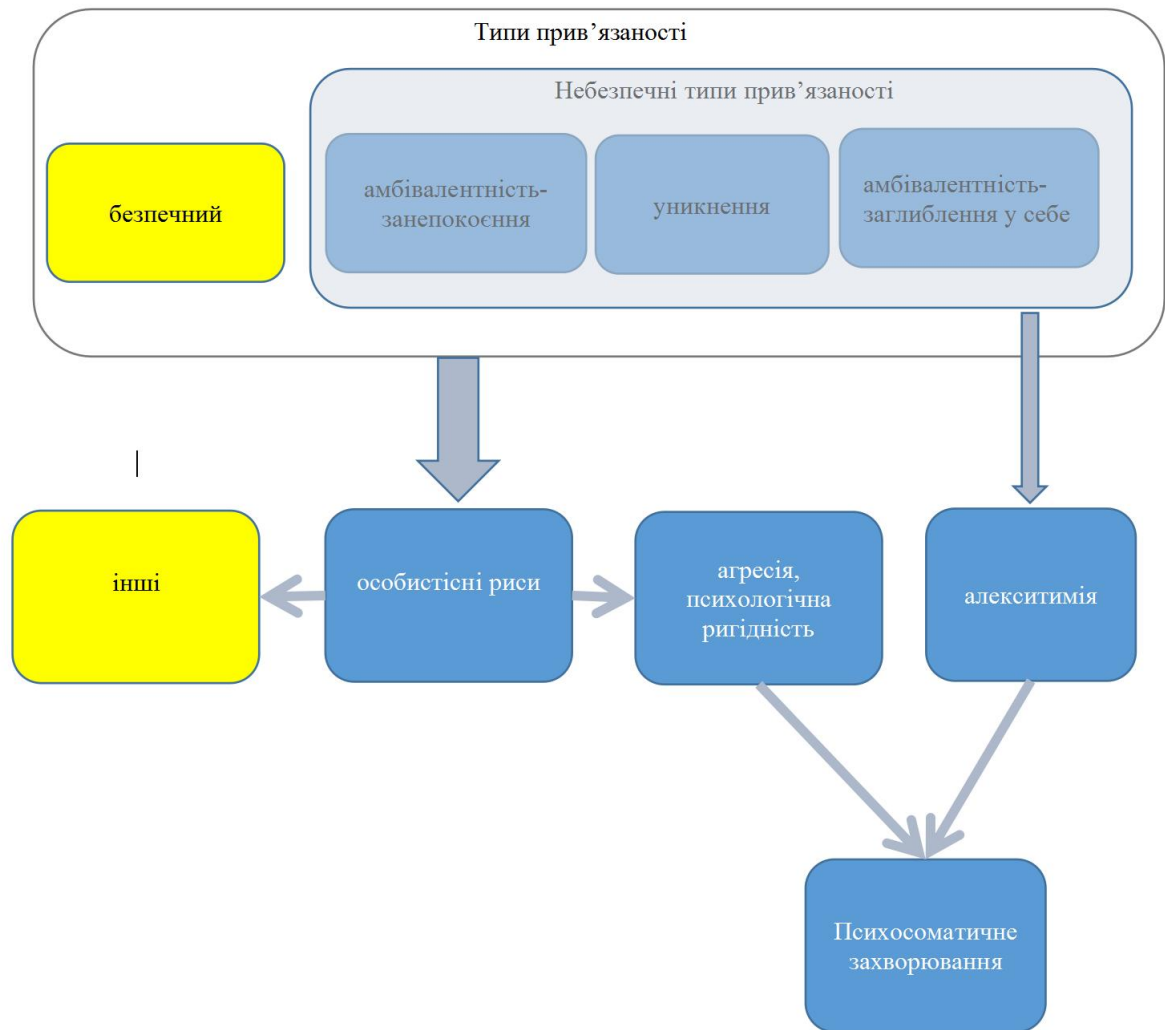 Типи прив’язаності
Небезпечні типи прив’язаності
безпечний
амбівалентність-
занепокоєння
уникнення
амбівалентність-
заглиблення у себе
інші
особистісні риси
агресія,
психологічна
ригідність
алекситимія
Психосоматичне
захворювання